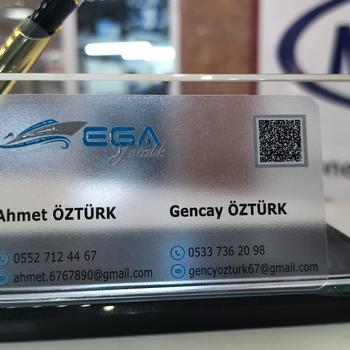 EGA
Yatçılık
Ahmet ÖZTÜRK
Gencay ÖZTÜRK
0552 712 44 67
0533 736 20 98
ahmet.6767890@gmail.com
gencyozturk67@gmail.com